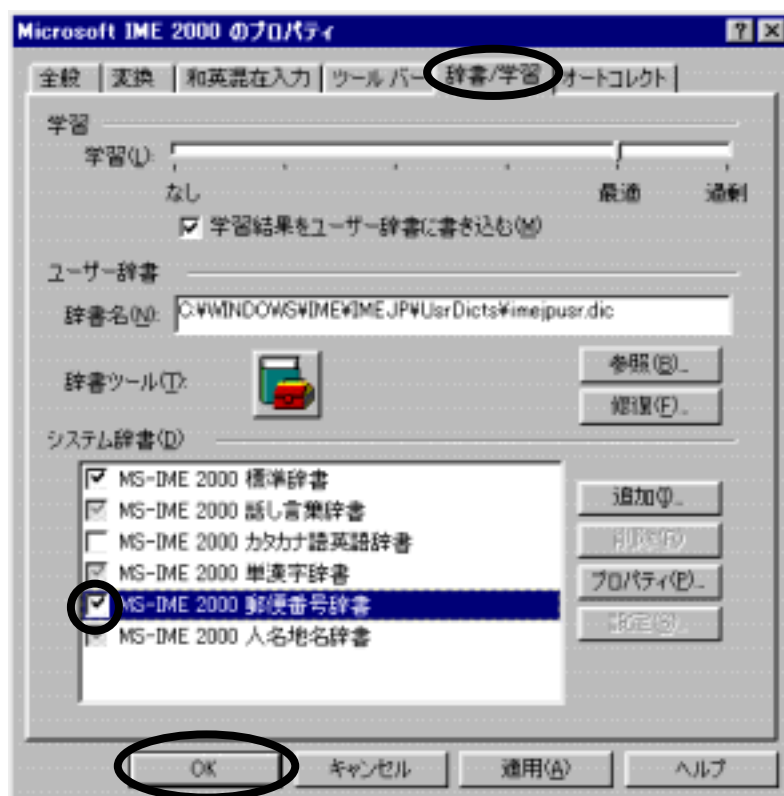 Microsoft IME 2000 のプロパティ
全般 変換 和英混在入力 ツール バー 辞書/学習 オートコレクト
学習
学習(L):
なし 最適 過剰
学習結果をユーザー辞書に書き込む(W)
ユーザー辞書
辞書名(N): C:¥WINDOWS¥IME¥IMEJP¥UsrDicts¥imejpusr.dic
参照(B)...
辞書ツール(T):
修復(F)...
システム辞書(D)
MS-IME 2000 標準辞書
MS-IME 2000 話し言葉辞書
追加(I)...
MS-IME 2000 カタカナ語英語辞書
削除(R)
MS-IME 2000 単漢字辞書
プロパティ(P)...
MS-IME 2000 郵便番号辞書
MS-IME 2000 人名地名辞書
OK キャンセル 適用(A) ヘルプ